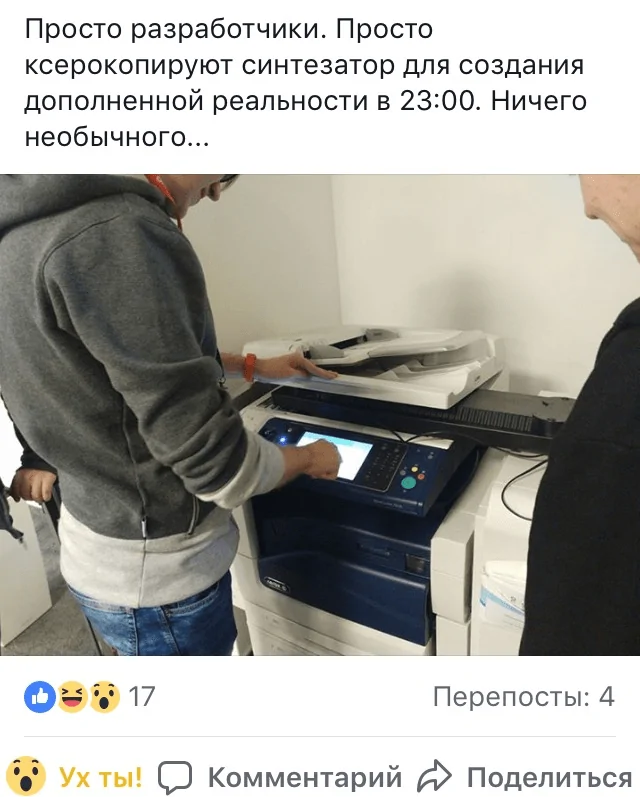 Просто разработчики. Просто
ксерокопируют синтезатор для создания
дополненной реальности в 23:00. Ничего
необычного...
17
Перепосты: 4
Ух ты!
Комментарий
Поделиться